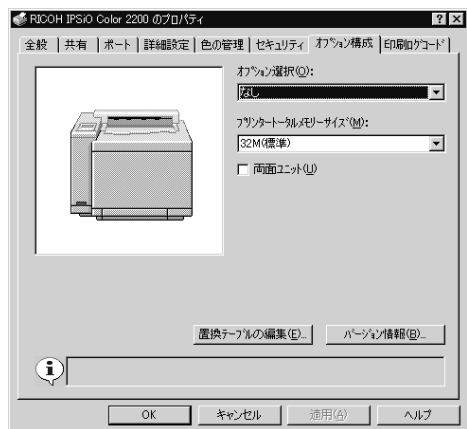 RICOH IPSiO Color 2200 のプロパティ
全般 共有 ポート 詳細設定 色の管理 セキュリティ オプション構成 印刷ログコード
オプション選択(O):
なし
プリンタートータルメモリーサイズ(M):
32M(標準)
両面ユニット(U)
置換テーブルの編集(E)... バージョン情報(B)...
OK キャンセル 適用(A) ヘルプ